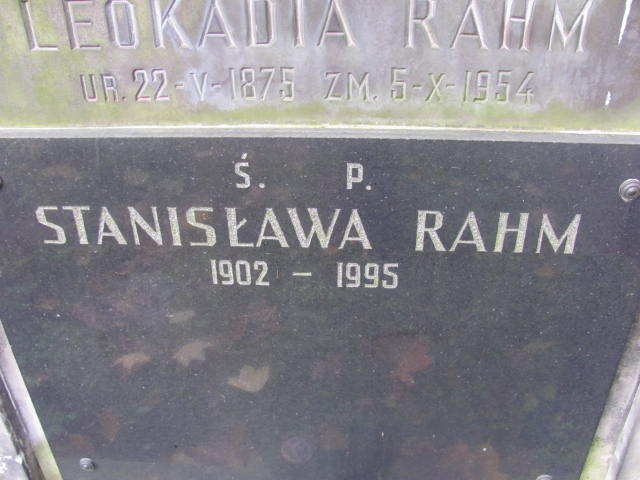 LEOKADIA RAHM
UR. 22-V-1875 ZM. 5-X-1954
Ś. P.
STANISŁAWA RAHM
1902 – 1995